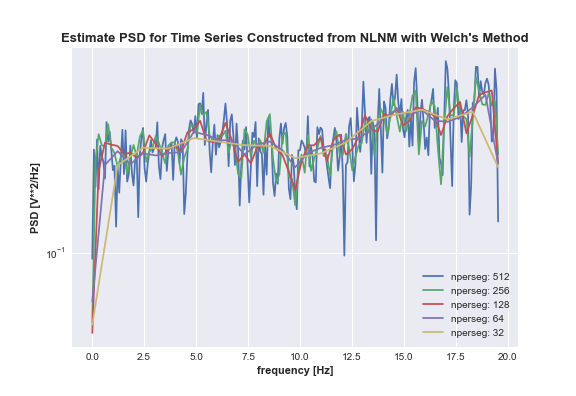 Estimate PSD for Time Series Constructed from NLNM with Welch's Method
PSD [V**2/Hz]
10⁻¹
nperseg: 512
nperseg: 256
nperseg: 128
nperseg: 64
nperseg: 32
0.0 2.5 5.0 7.5 10.0 12.5 15.0 17.5 20.0
frequency [Hz]